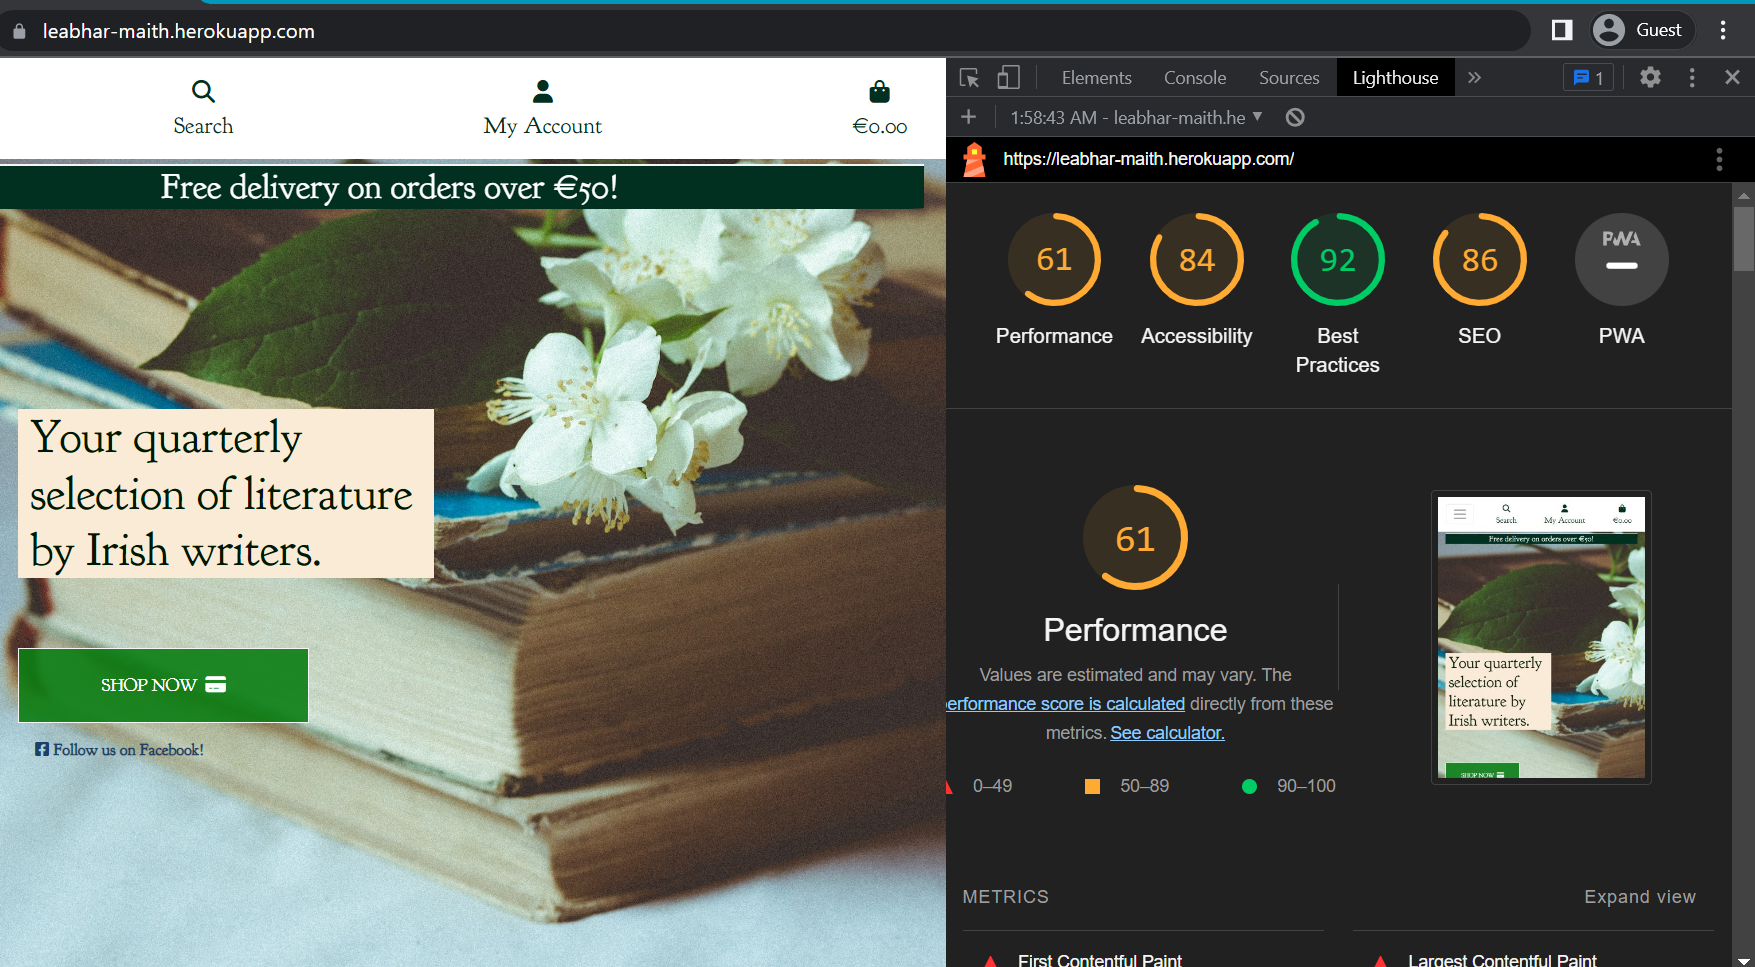 leabhar-maith.herokuapp.com
Guest
Search
My Account
€0.00
Free delivery on orders over €50!
Your quarterly
selection of literature
by Irish writers.
SHOP NOW
Follow us on Facebook!
Elements Console Sources Lighthouse » 1
1:58:43 AM - leabhar-maith.he
https://leabhar-maith.herokuapp.com/
61 84 92 86 PWA
Performance Accessibility Best Practices SEO PWA
61
Performance
Values are estimated and may vary. The
erformance score is calculated directly from these
metrics. See calculator.
0–49 50–89 90–100
Search My Account €0.00
Free delivery on orders over €50!
Your quarterly
selection of
literature by
Irish writers.
SHOP NOW
METRICS Expand view
First Contentful Paint Largest Contentful Paint